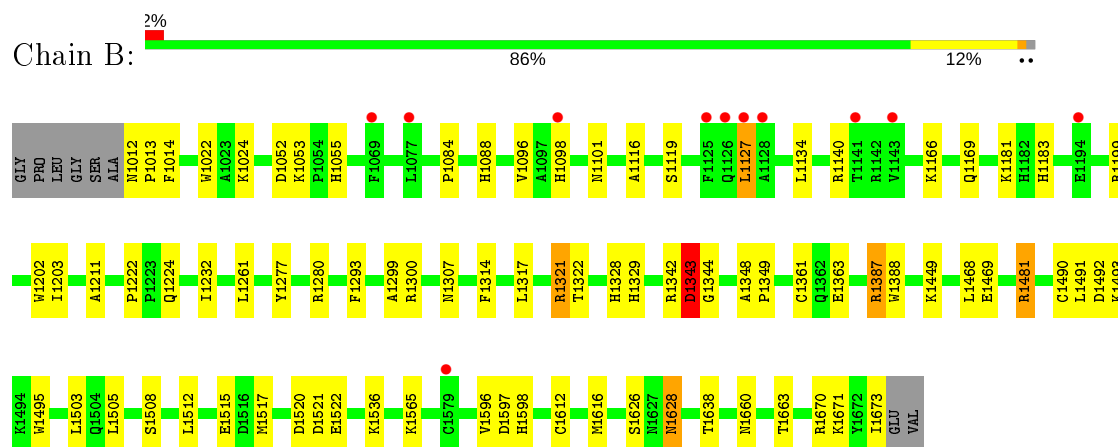 2%
Chain B:
86% 12% ••
GLY PRO LEU GLY SER ALA N1012 P1013 F1014 W1022 A1023 K1024 D1052 K1053 P1054 H1055 F1069 L1077 P1084 H1088 V1096 A1097 H1098 N1101 A1116 S1119 F1125 Q1126 L1127 A1128 L1134 R1140 T1141 R1142 V1143 K1166 Q1169 K1181 H1182 H1183 E1194
W1202 I1203 A1211 P1222 P1223 Q1224 I1232 L1261 Y1277 R1280 F1293 A1299 R1300 N1307 F1314 L1317 R1321 T1322 H1328 H1329 R1342 D1343 G1344 A1348 P1349 C1361 Q1362 E1363 R1387 W1388 K1449 L1468 E1469 R1481 C1490 L1491 D1492 K1493
K1494 W1495 L1503 Q1504 L1505 S1508 L1512 E1515 D1516 M1517 D1520 D1521 E1522 K1536 K1565 C1579 V1596 D1597 H1598 C1612 M1616 S1626 N1627 N1628 T1638 N1660 T1663 R1670 K1671 Y1672 I1673 GLU VAL